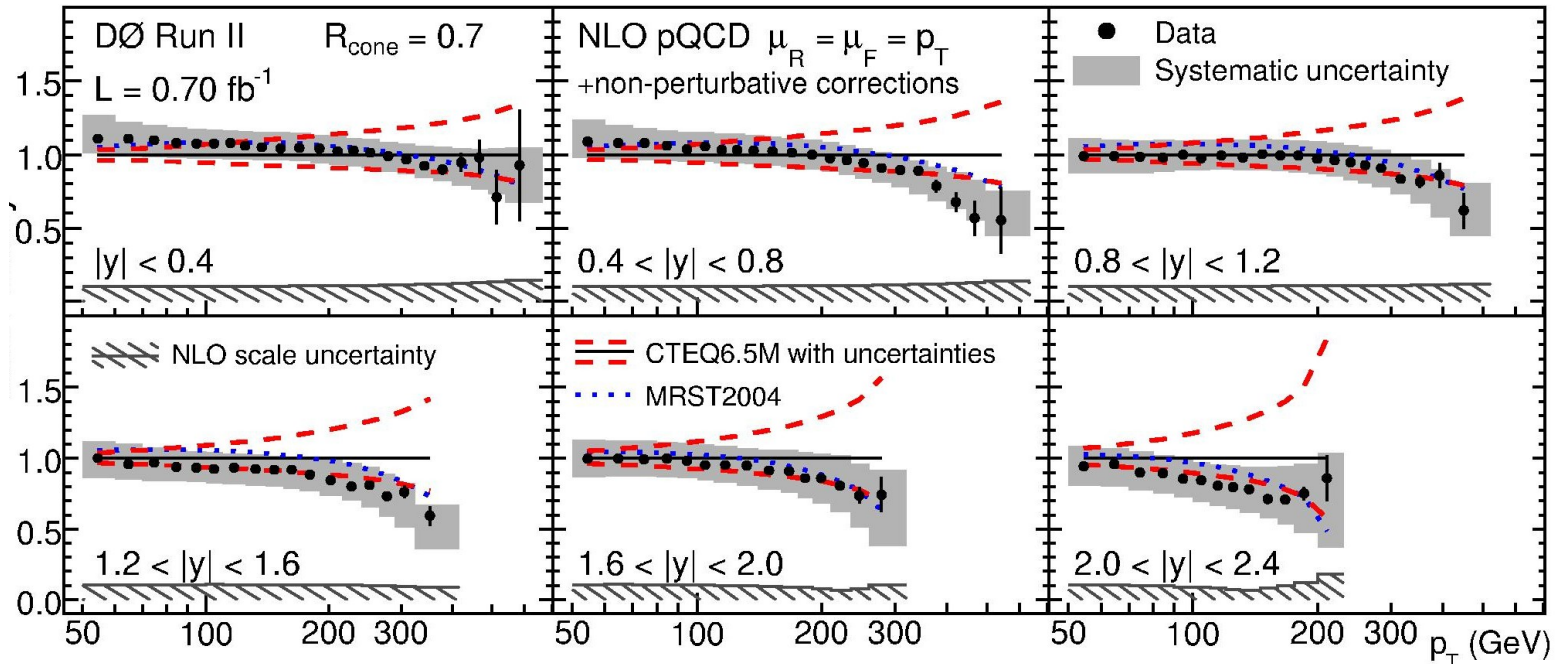 DØ Run II R_cone = 0.7
L = 0.70 fb⁻¹
NLO pQCD μ_R = μ_F = p_T
+non-perturbative corrections
Data
Systematic uncertainty
1.5
1.0
0.5
|y| < 0.4
0.4 < |y| < 0.8
0.8 < |y| < 1.2
NLO scale uncertainty
CTEQ6.5M with uncertainties
MRST2004
1.5
1.0
0.5
0.0
1.2 < |y| < 1.6
1.6 < |y| < 2.0
2.0 < |y| < 2.4
50 100 200 300 50 100 200 300 50 100 200 300 p_T (GeV)